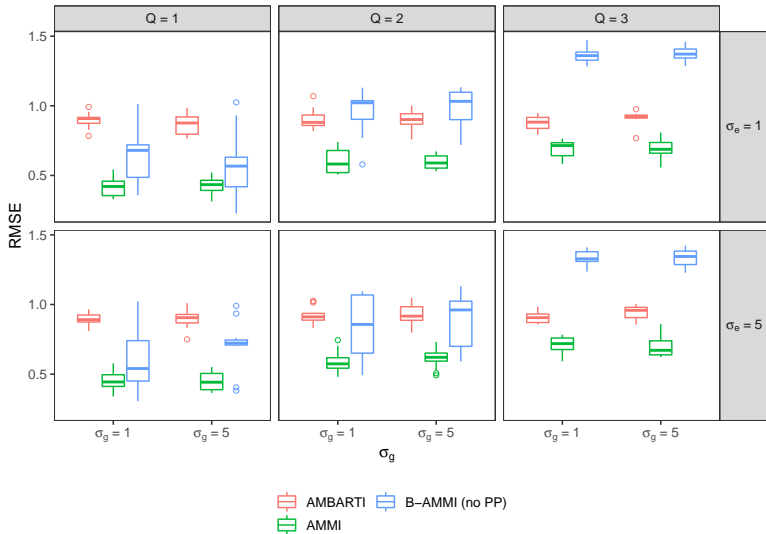 Q = 1 Q = 2 Q = 3
1.5
1.0
0.5
σe = 1
RMSE
1.5
1.0
0.5
σe = 5
σg = 1 σg = 5 σg = 1 σg = 5 σg = 1 σg = 5
σg
AMBARTI B−AMMI (no PP)
AMMI